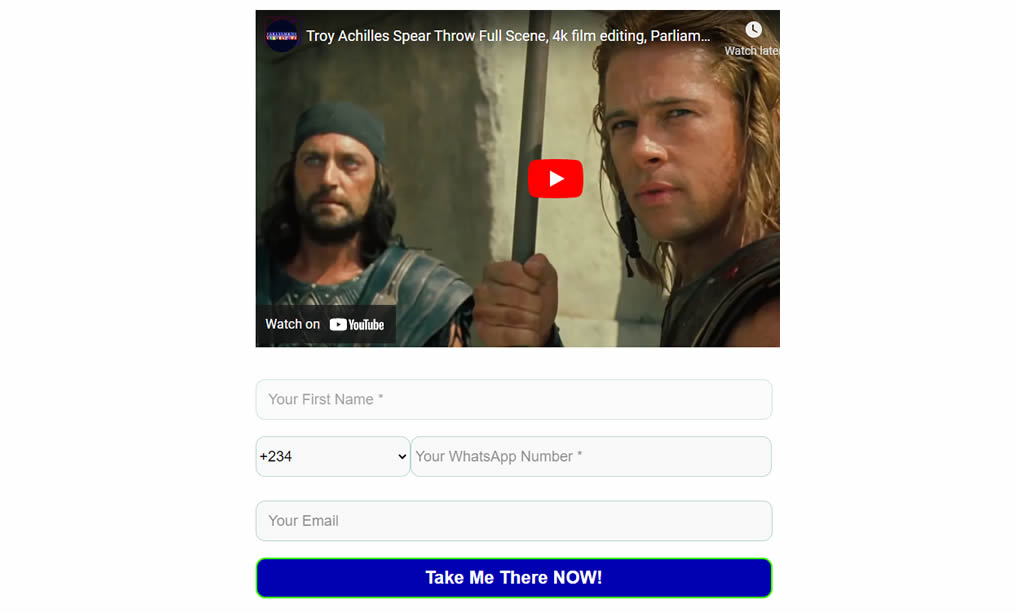 Troy Achilles Spear Throw Full Scene, 4k film editing, Parliam...
Watch later
Watch on YouTube
Your First Name *
+234
Your WhatsApp Number *
Your Email
Take Me There NOW!